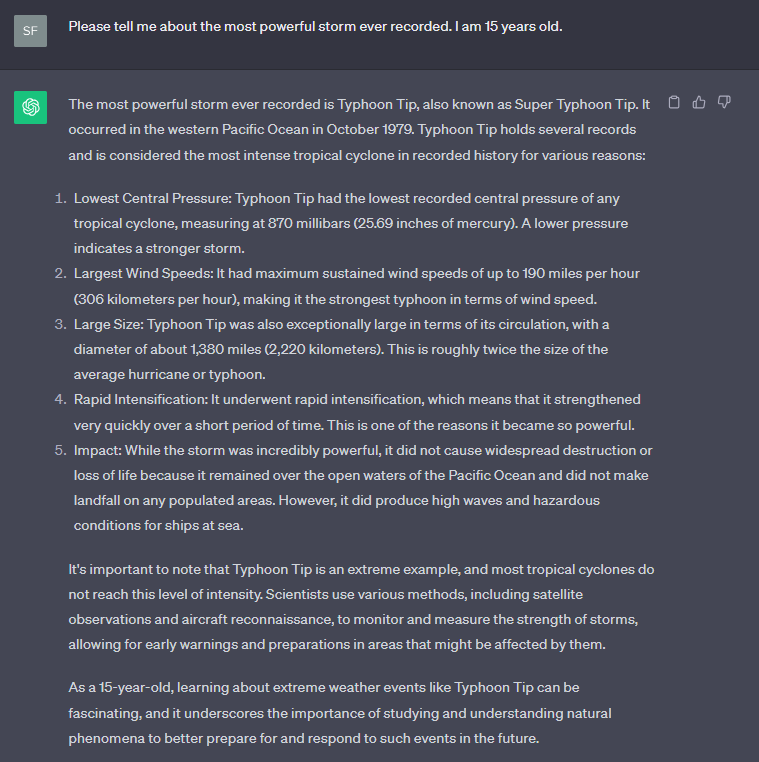 SF
Please tell me about the most powerful storm ever recorded. I am 15 years old.
The most powerful storm ever recorded is Typhoon Tip, also known as Super Typhoon Tip. It
occurred in the western Pacific Ocean in October 1979. Typhoon Tip holds several records
and is considered the most intense tropical cyclone in recorded history for various reasons:
1. Lowest Central Pressure: Typhoon Tip had the lowest recorded central pressure of any
tropical cyclone, measuring at 870 millibars (25.69 inches of mercury). A lower pressure
indicates a stronger storm.
2. Largest Wind Speeds: It had maximum sustained wind speeds of up to 190 miles per hour
(306 kilometers per hour), making it the strongest typhoon in terms of wind speed.
3. Large Size: Typhoon Tip was also exceptionally large in terms of its circulation, with a
diameter of about 1,380 miles (2,220 kilometers). This is roughly twice the size of the
average hurricane or typhoon.
4. Rapid Intensification: It underwent rapid intensification, which means that it strengthened
very quickly over a short period of time. This is one of the reasons it became so powerful.
5. Impact: While the storm was incredibly powerful, it did not cause widespread destruction or
loss of life because it remained over the open waters of the Pacific Ocean and did not make
landfall on any populated areas. However, it did produce high waves and hazardous
conditions for ships at sea.
It's important to note that Typhoon Tip is an extreme example, and most tropical cyclones do
not reach this level of intensity. Scientists use various methods, including satellite
observations and aircraft reconnaissance, to monitor and measure the strength of storms,
allowing for early warnings and preparations in areas that might be affected by them.
As a 15-year-old, learning about extreme weather events like Typhoon Tip can be
fascinating, and it underscores the importance of studying and understanding natural
phenomena to better prepare for and respond to such events in the future.